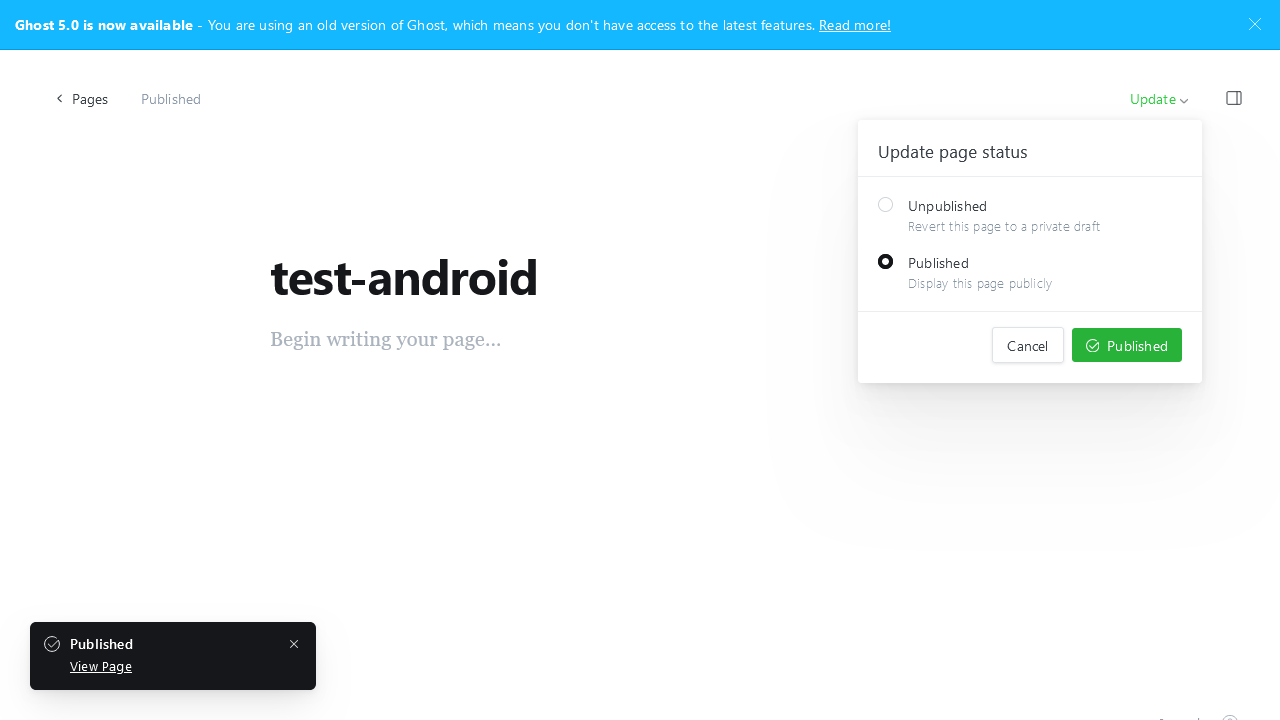 Ghost 5.0 is now available - You are using an old version of Ghost, which means you don't have access to the latest features. Read more!
Pages
Published
Update
Update page status
Unpublished
Revert this page to a private draft
Published
Display this page publicly
Cancel
Published
test-android
Begin writing your page...
Published
View Page